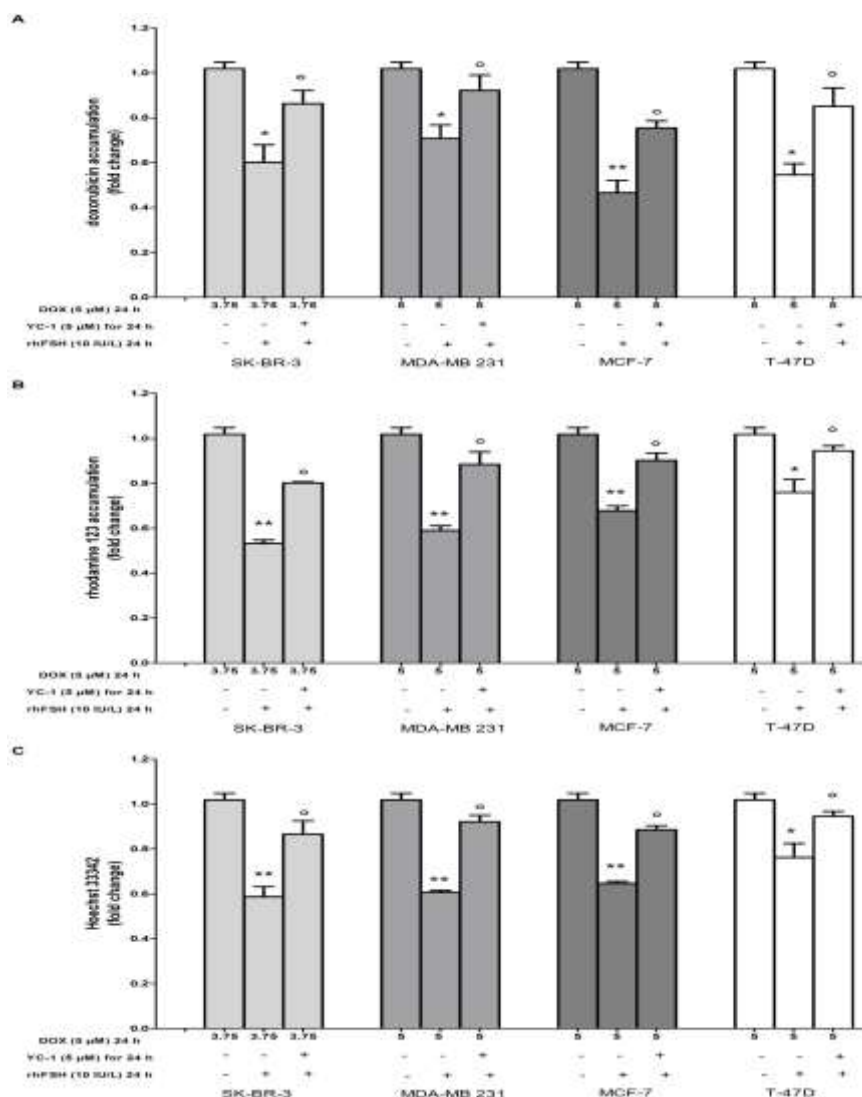 A
1.2
1.0
0.8
0.6
0.4
0.2
0.0
doxorubicin accumulation
(fold change)
* ° * ° ** ° * °
DOX (5 µM) 24 h 3.75 3.75 3.75 5 5 5 5 5 5 5 5 5
YC-1 (5 µM) for 24 h - - + - - + - - + - - +
rhFSH (10 IU/L) 24 h - + + - + + - + + - + +
SK-BR-3 MDA-MB 231 MCF-7 T-47D
B
1.2
1.0
0.8
0.6
0.4
0.2
0.0
rhodamine 123 accumulation
(fold change)
** ° ** ° ** ° * °
DOX (5 µM) 24 h 3.75 3.75 3.75 5 5 5 5 5 5 5 5 5
YC-1 (5 µM) for 24 h - - + - - + - - + - - +
rhFSH (10 IU/L) 24 h - + + - + + - + + - + +
SK-BR-3 MDA-MB 231 MCF-7 T-47D
C
1.2
1.0
0.8
0.6
0.4
0.2
0.0
Hoechst 33342
(fold change)
** ° ** ° ** ° * °
DOX (5 µM) 24 h 3.75 3.75 3.75 5 5 5 5 5 5 5 5 5
YC-1 (5 µM) for 24 h - - + - - + - - + - - +
rhFSH (10 IU/L) 24 h - + + - + + - + + - + +
SK-BR-3 MDA-MB 231 MCF-7 T-47D